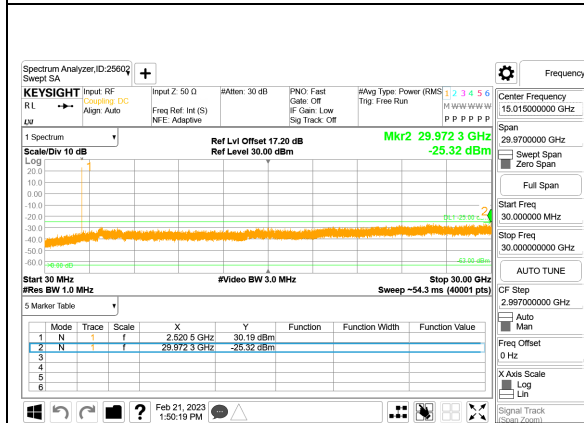 Spectrum Analyzer,ID:25602
Swept SA
Frequency
KEYSIGHT
RL
Input: RF
Coupling: DC
Align: Auto
Input Z: 50 Ω
Freq Ref: Int (S)
NFE: Adaptive
#Atten: 30 dB
PNO: Fast
Gate: Off
IF Gain: Low
Sig Track: Off
#Avg Type: Power (RMS
Trig: Free Run
1 2 3 4 5 6
M W W W W W
P P P P P P
1 Spectrum
Scale/Div 10 dB
Ref Lvl Offset 17.20 dB
Ref Level 30.00 dBm
Mkr2 29.972 3 GHz
-25.32 dBm
Log
20.0
10.0
0.00
-10.0
-20.0
-30.0
-40.0
-50.0
-60.0
1
2
Start 30 MHz
#Res BW 1.0 MHz
#Video BW 3.0 MHz
Stop 30.00 GHz
Sweep ~54.3 ms (40001 pts)
5 Marker Table
Mode Trace Scale X Y Function Function Width Function Value
1 N 1 f 2.520 5 GHz 30.19 dBm
2 N 1 f 29.972 3 GHz -25.32 dBm
3
4
5
6
Feb 21, 2023
1:50:19 PM
Center Frequency
15.015000000 GHz
Span
29.9700000 GHz
Swept Span
Zero Span
Full Span
Start Freq
30.000000 MHz
Stop Freq
30.000000000 GHz
AUTO TUNE
CF Step
2.997000000 GHz
Auto
Man
Freq Offset
0 Hz
X Axis Scale
Log
Lin
Signal Track
(Span Zoom)